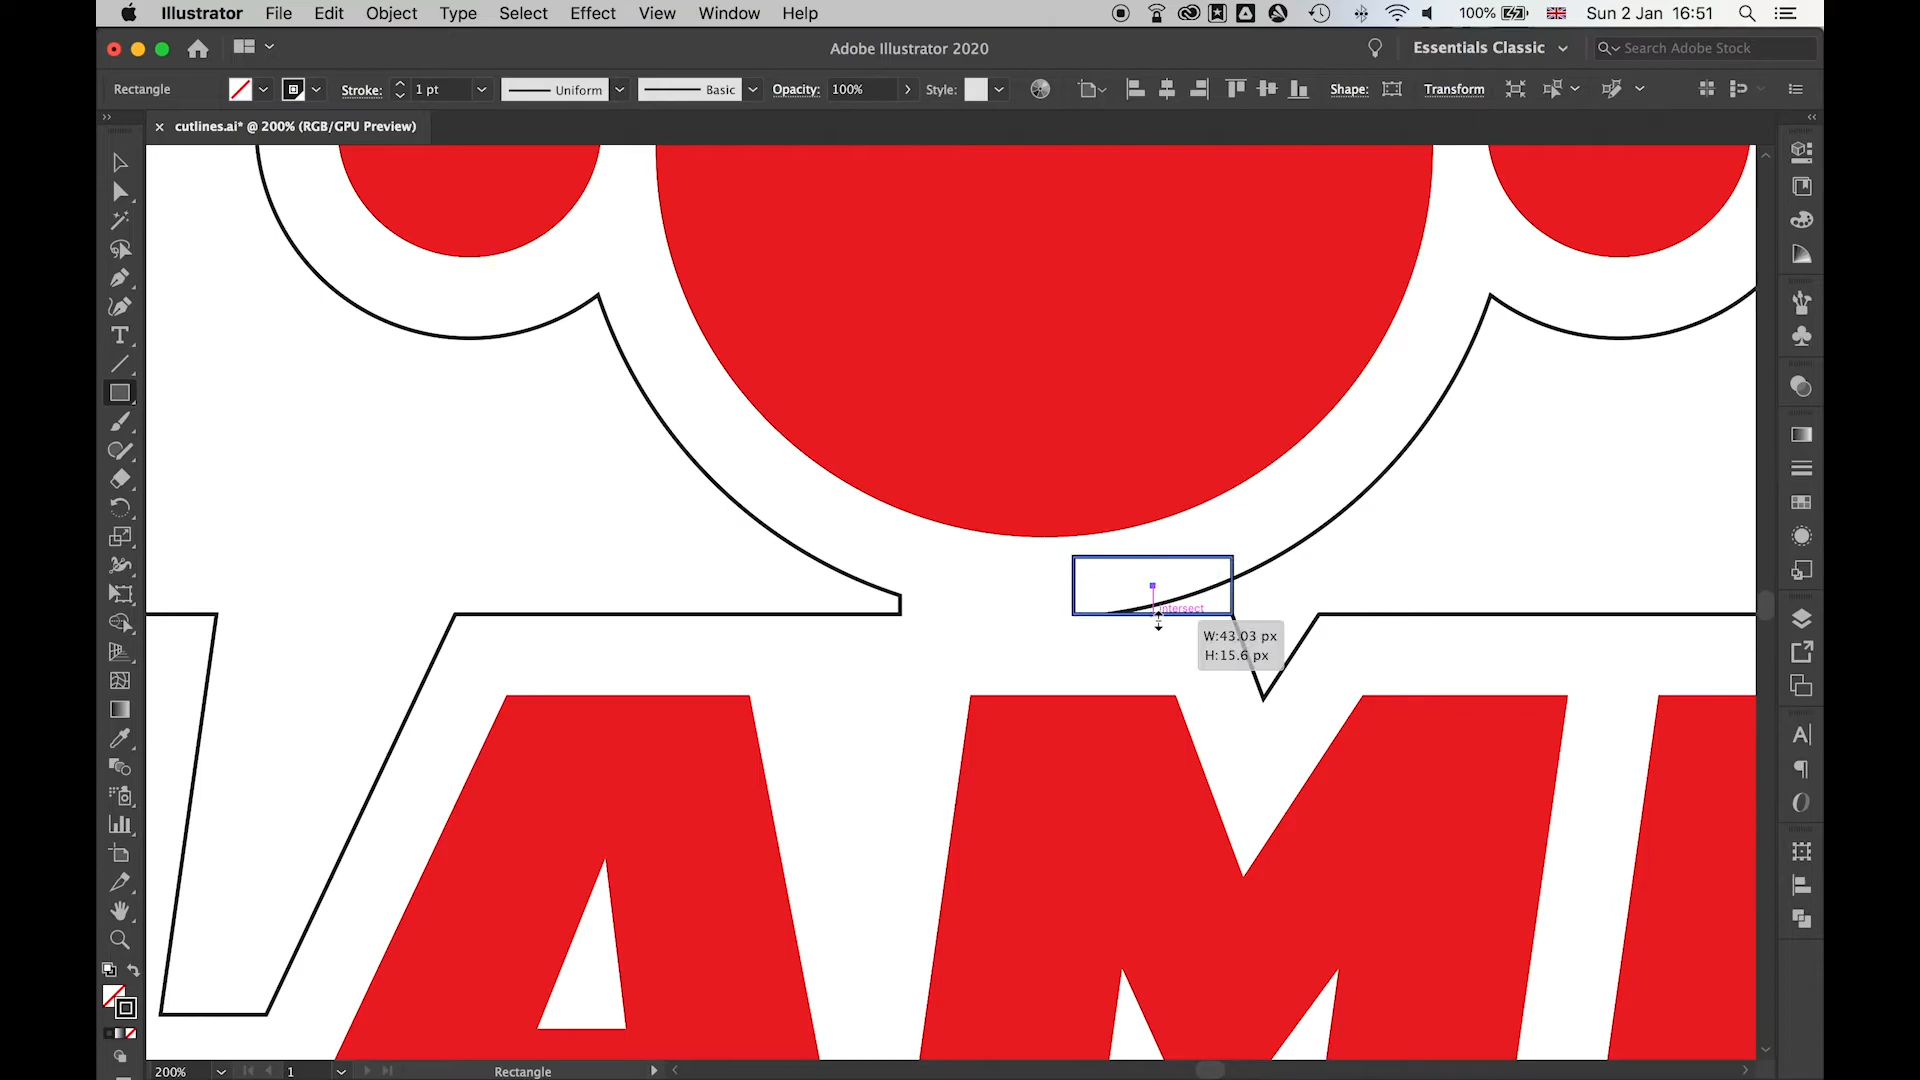 Illustrator File Edit Object Type Select Effect View Window Help 100% Sun 2 Jan 16:51
Adobe Illustrator 2020 Essentials Classic Search Adobe Stock
Rectangle Stroke: 1 pt Uniform Basic Opacity: 100% Style: Shape: Transform
cutlines.ai* @ 200% (RGB/GPU Preview)
intersect
W:43.03 px
H:15.6 px
AM
200% 1 Rectangle